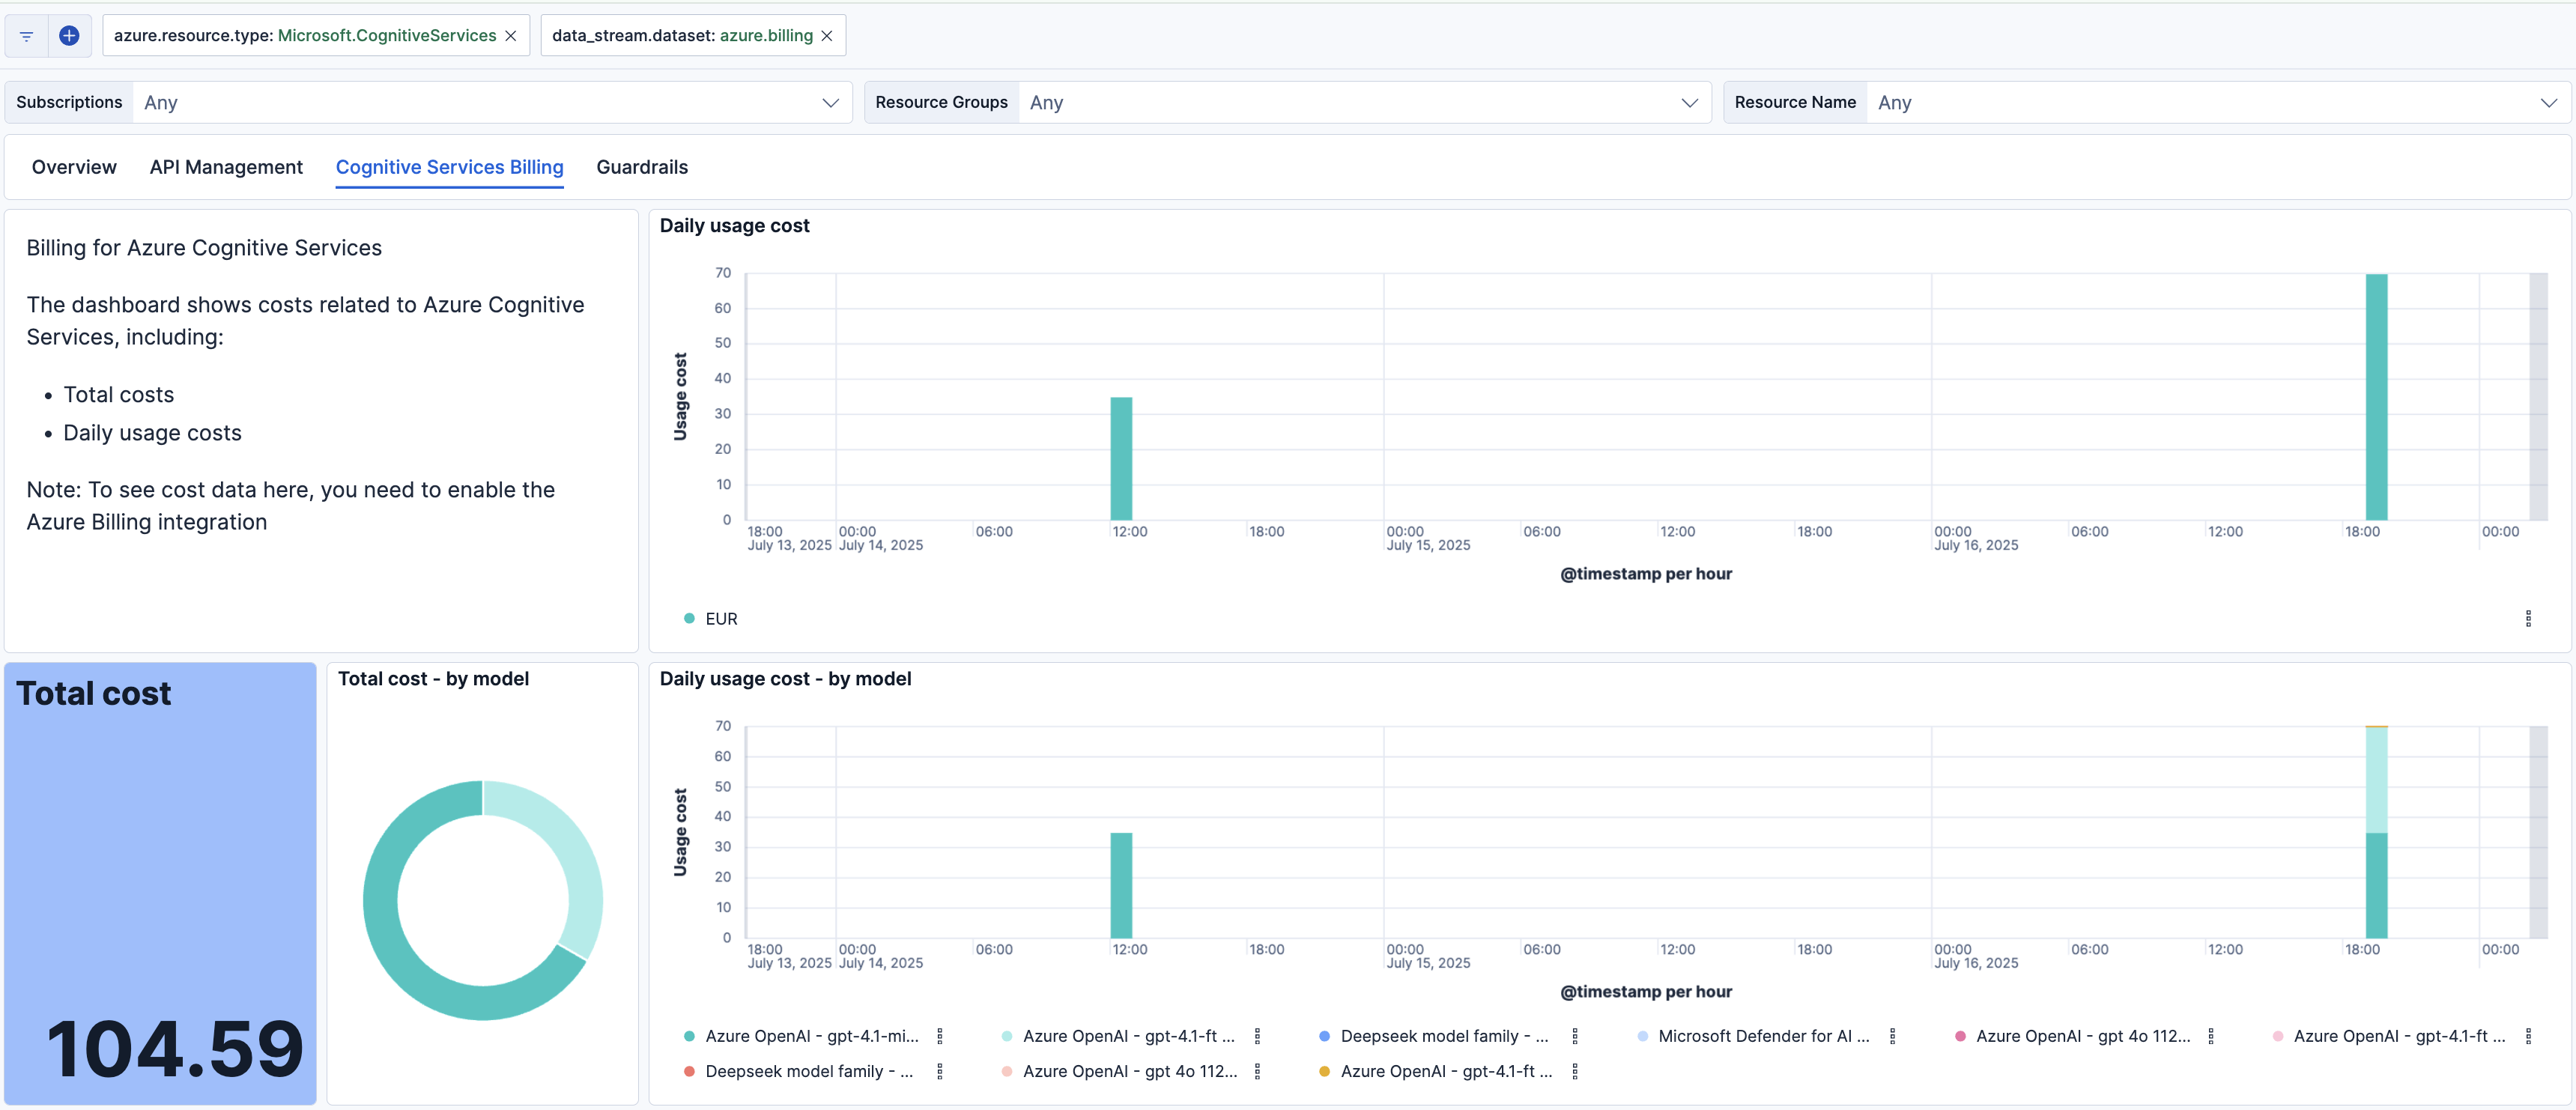 azure.resource.type: Microsoft.CognitiveServices
data_stream.dataset: azure.billing
Subscriptions Any
Resource Groups Any
Resource Name Any
Overview API Management Cognitive Services Billing Guardrails
Billing for Azure Cognitive Services
The dashboard shows costs related to Azure Cognitive
Services, including:
• Total costs
• Daily usage costs
Note: To see cost data here, you need to enable the
Azure Billing integration
Daily usage cost
Usage cost
70
60
50
40
30
20
10
0
18:00 00:00 06:00 12:00 18:00 00:00 06:00 12:00 18:00 00:00 06:00 12:00 18:00 00:00
July 13, 2025 July 14, 2025 July 15, 2025 July 16, 2025
@timestamp per hour
EUR
Total cost
104.59
Total cost - by model
Daily usage cost - by model
Usage cost
70
60
50
40
30
20
10
0
18:00 00:00 06:00 12:00 18:00 00:00 06:00 12:00 18:00 00:00 06:00 12:00 18:00 00:00
July 13, 2025 July 14, 2025 July 15, 2025 July 16, 2025
@timestamp per hour
Azure OpenAI - gpt-4.1-mi... Azure OpenAI - gpt-4.1-ft ... Deepseek model family - ... Microsoft Defender for AI ... Azure OpenAI - gpt 4o 112... Azure OpenAI - gpt-4.1-ft ...
Deepseek model family - ... Azure OpenAI - gpt 4o 112... Azure OpenAI - gpt-4.1-ft ...